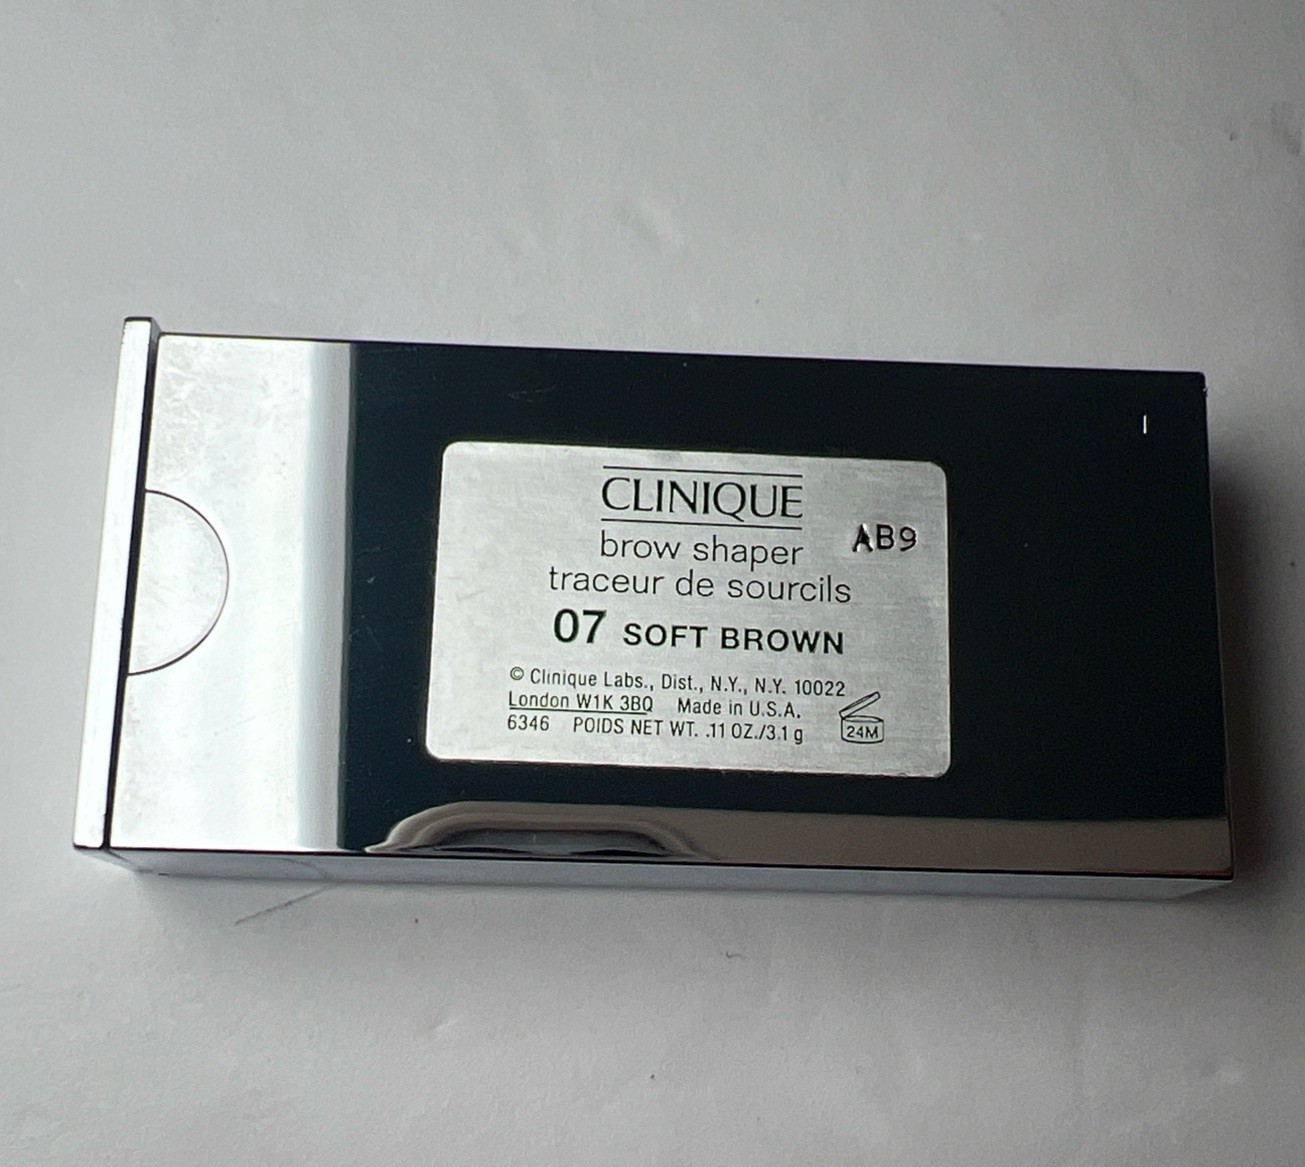 CLINIQUE
brow shaper
AB9
traceur de sourcils
07 SOFT BROWN
© Clinique Labs., Dist., N.Y., N.Y. 10022
London W1K 3BQ Made in U.S.A.
6346 POIDS NET WT. .11 OZ./3.1 g
24M